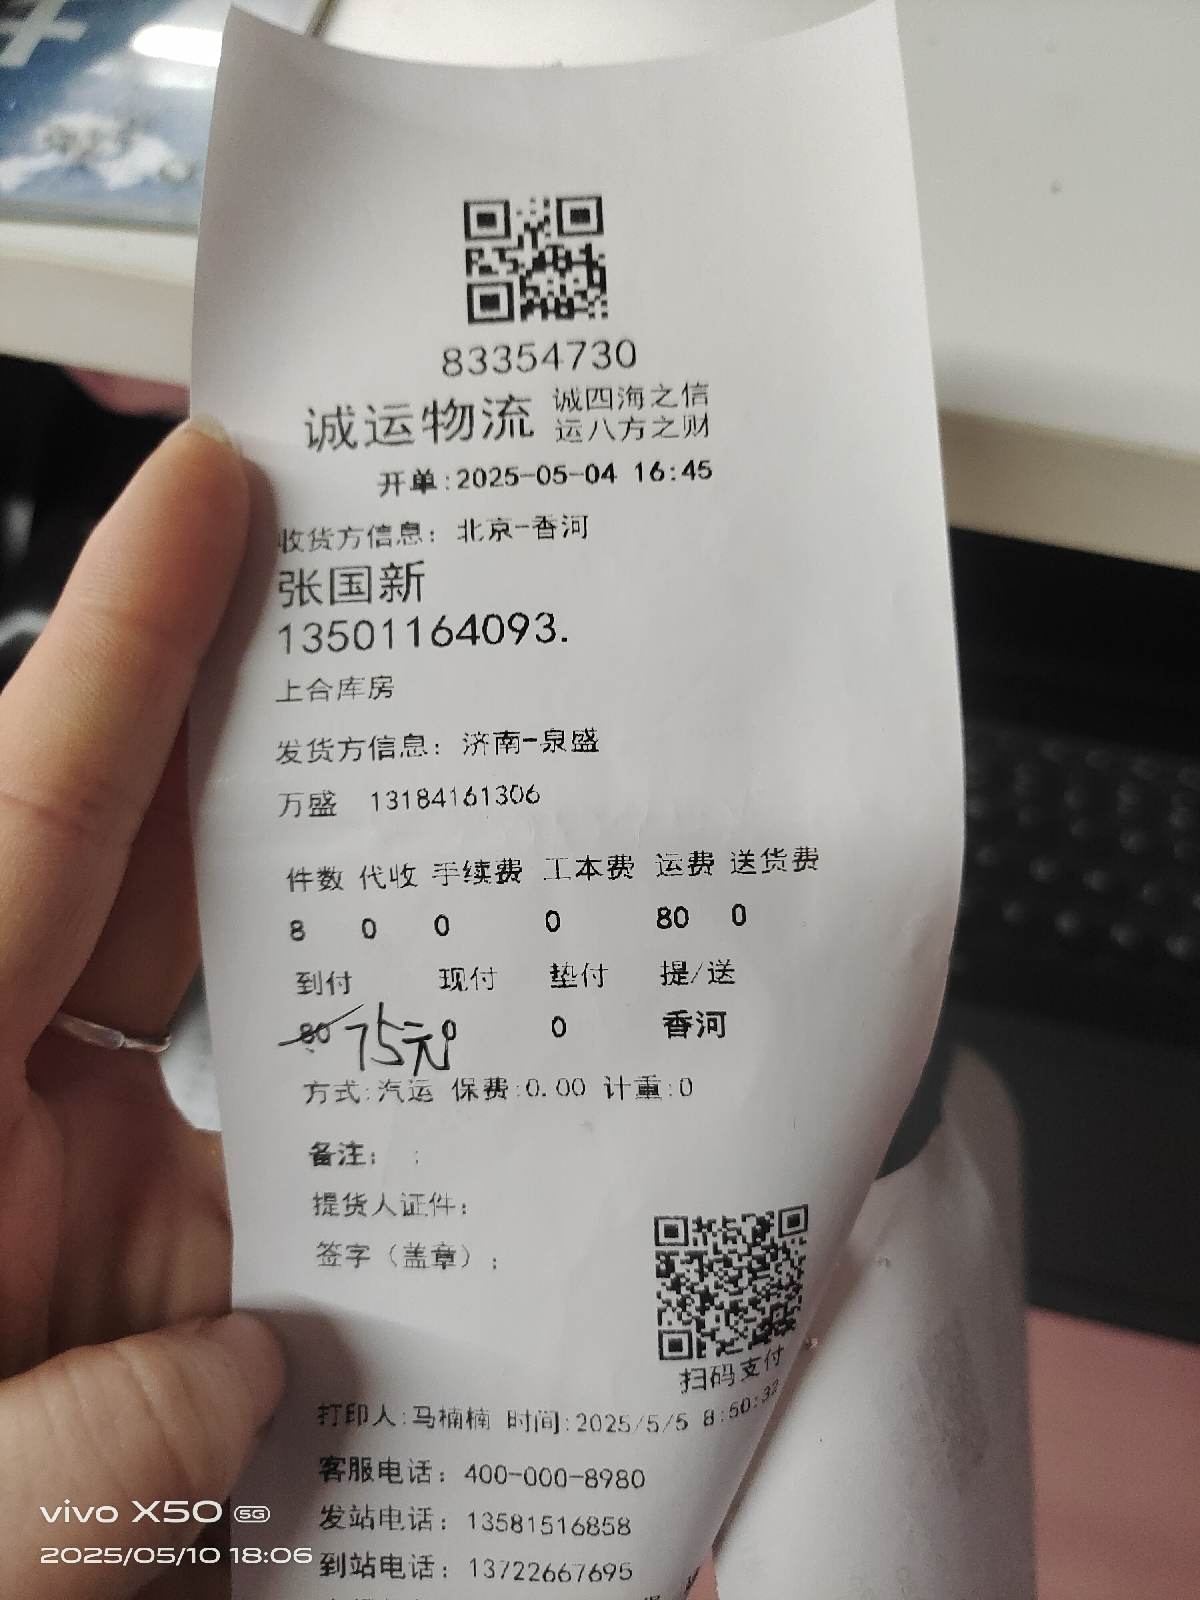 83354730
诚运物流 诚四海之信
运八方之财
开单:2025-05-04 16:45
收货方信息: 北京-香河
张国新
13501164093.
上合库房
发货方信息: 济南-泉盛
万盛 13184161306
件数 代收 手续费 工本费 运费 送货费
8 0 0 0 80 0
到付 现付 垫付 提/送
80 75元 0 0 香河
方式:汽运 保费:0.00 计重:0
备注: ;
提货人证件:
签字(盖章):
扫码支付
打印人:马楠楠 时间:2025/5/5 8:50:32
客服电话: 400-000-8980
发站电话: 13581516858
到站电话: 13722667695
vivo X50 5G
2025/05/10 18:06